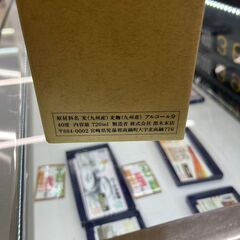 原材料名 麦(九州産) 麦麹(九州産) アルコール分
40度 内容量 720ml 製造者 株式会社 黒木本店
〒884-0002 宮崎県児湯郡高鍋町大字北高鍋776